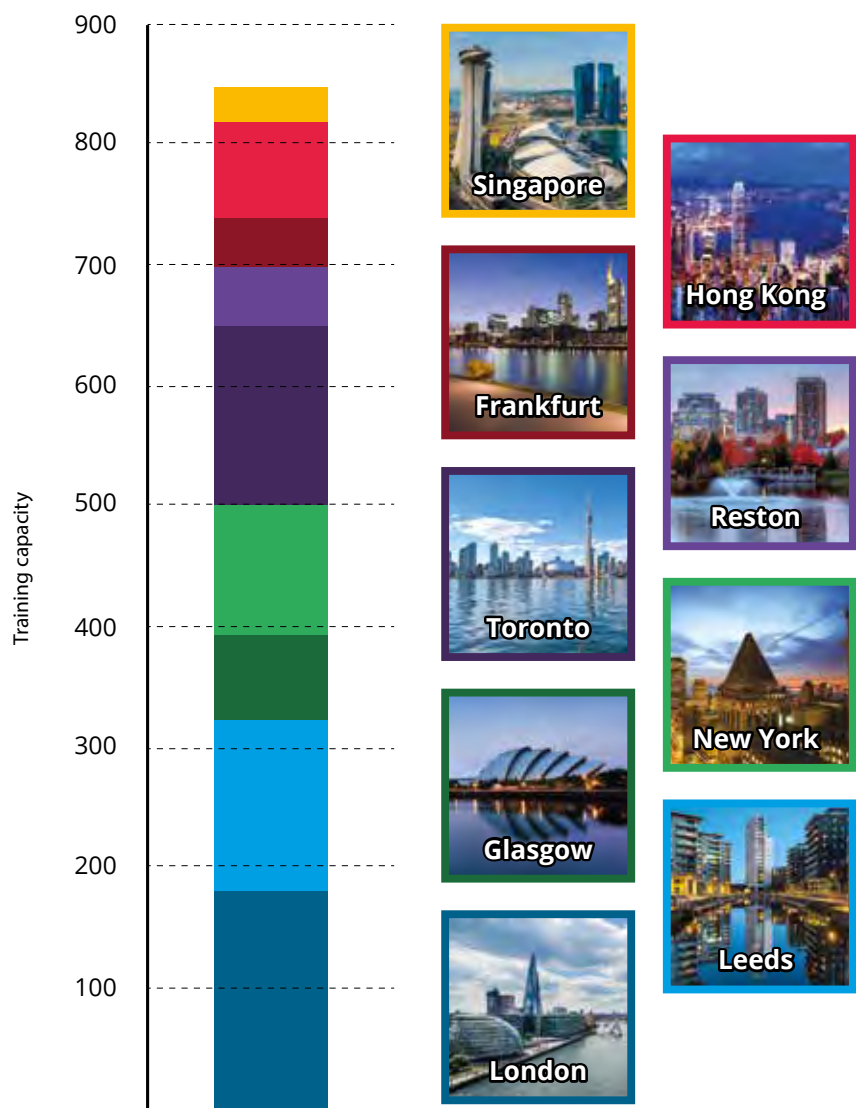 900
800
700
600
500
400
300
200
100
Training capacity
Singapore
Hong Kong
Frankfurt
Reston
Toronto
New York
Glasgow
Leeds
London